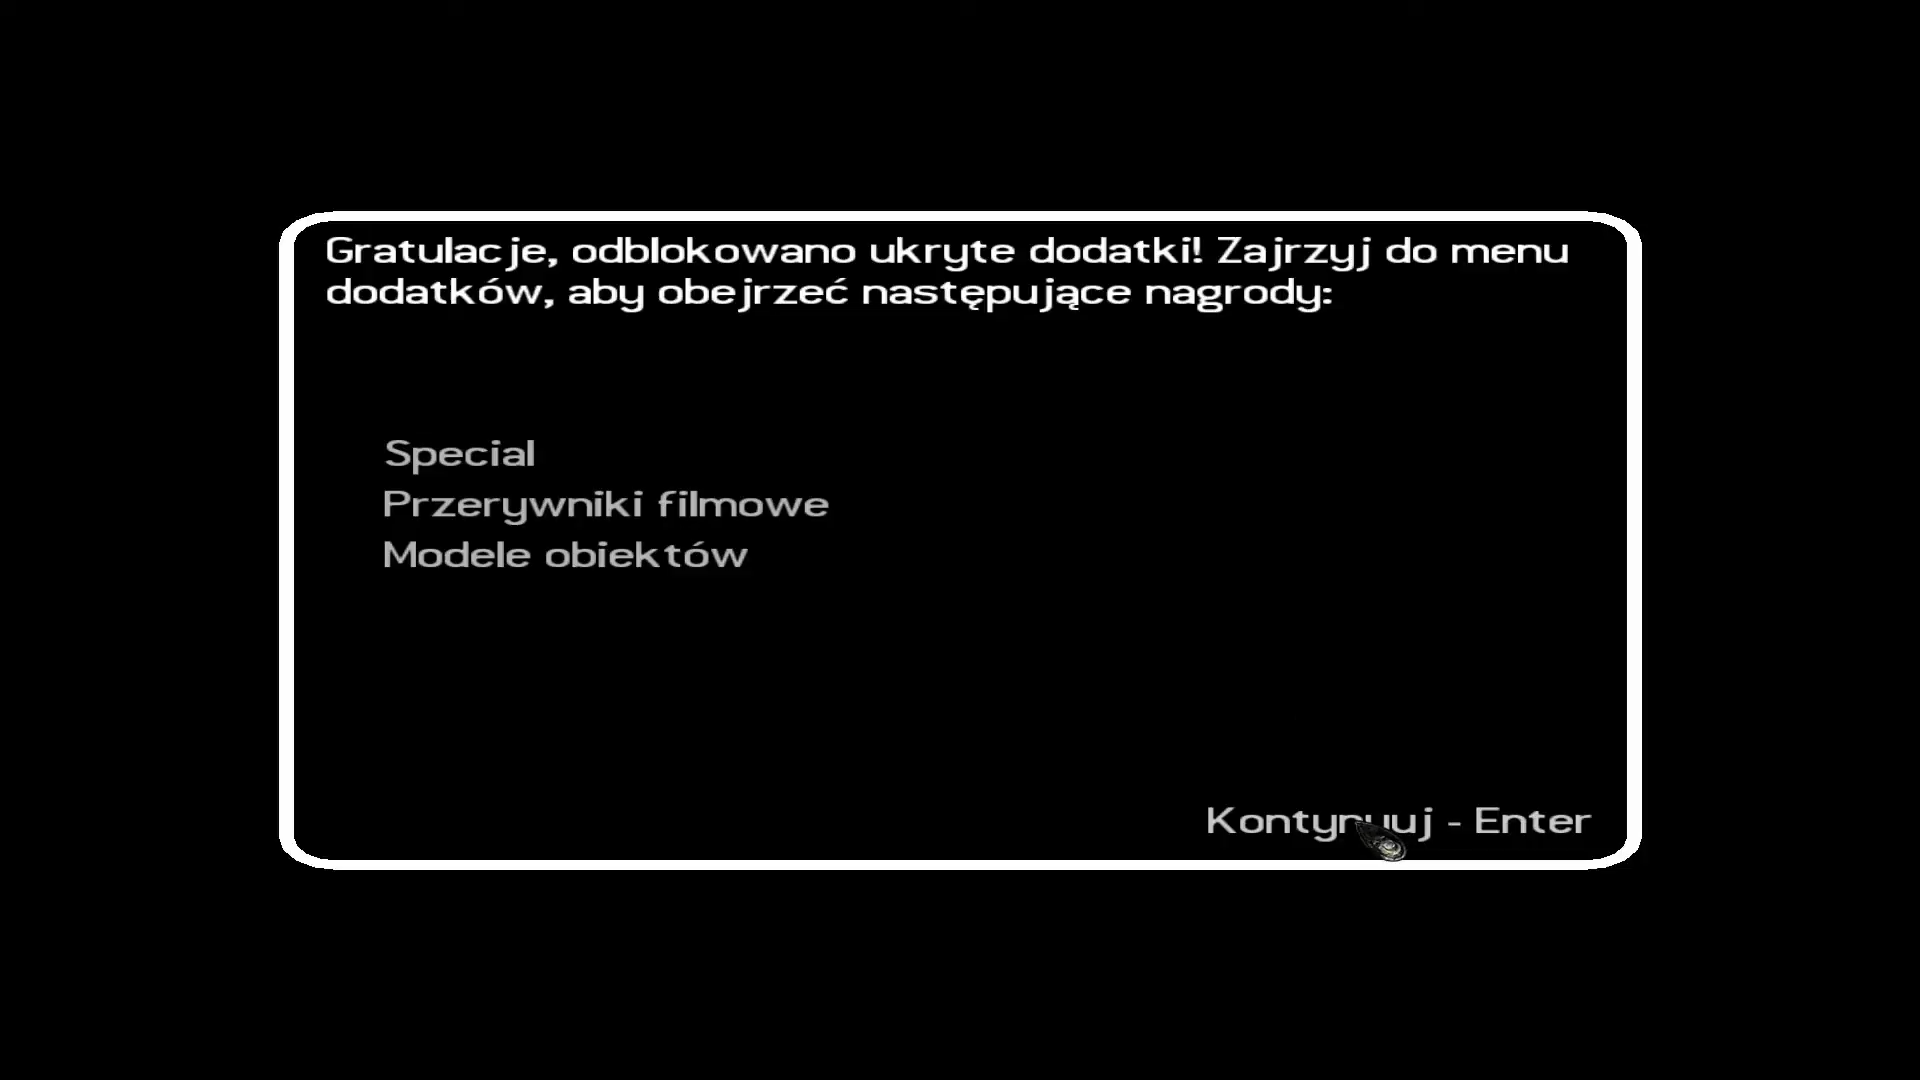 Gratulacje, odblokowano ukryte dodatki! Zajrzyj do menu
dodatków, aby obejrzeć następujące nagrody:
Special
Przerywniki filmowe
Modele obiektów
Kontynuuj - Enter